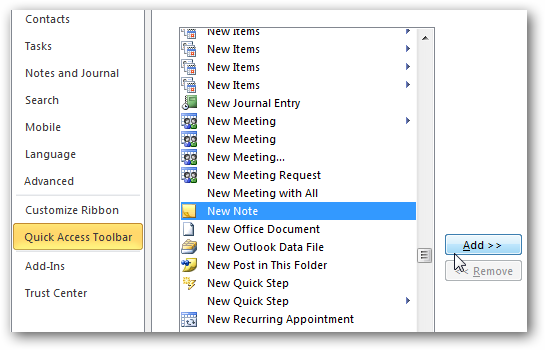 Contacts
Tasks
Notes and Journal
Search
Mobile
Language
Advanced
Customize Ribbon
Quick Access Toolbar
Add-Ins
Trust Center
New Items
New Items
New Items
New Items
New Journal Entry
New Meeting
New Meeting
New Meeting...
New Meeting Request
New Meeting with All
New Note
New Office Document
New Outlook Data File
New Post in This Folder
New Quick Step
New Quick Step
New Recurring Appointment
Add >>
<< Remove